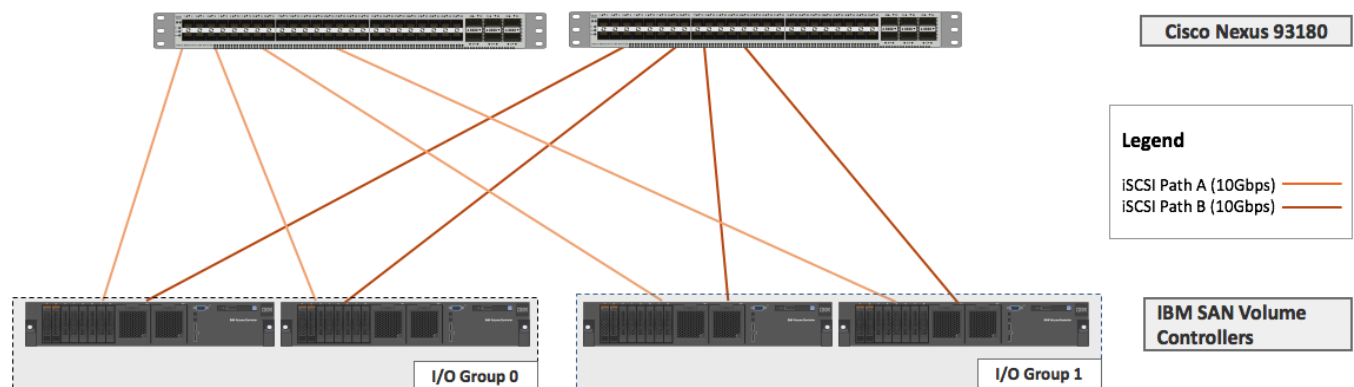 Cisco Nexus 93180
Legend
iSCSI Path A (10Gbps)
iSCSI Path B (10Gbps)
IBM SAN Volume
Controllers
I/O Group 0
I/O Group 1